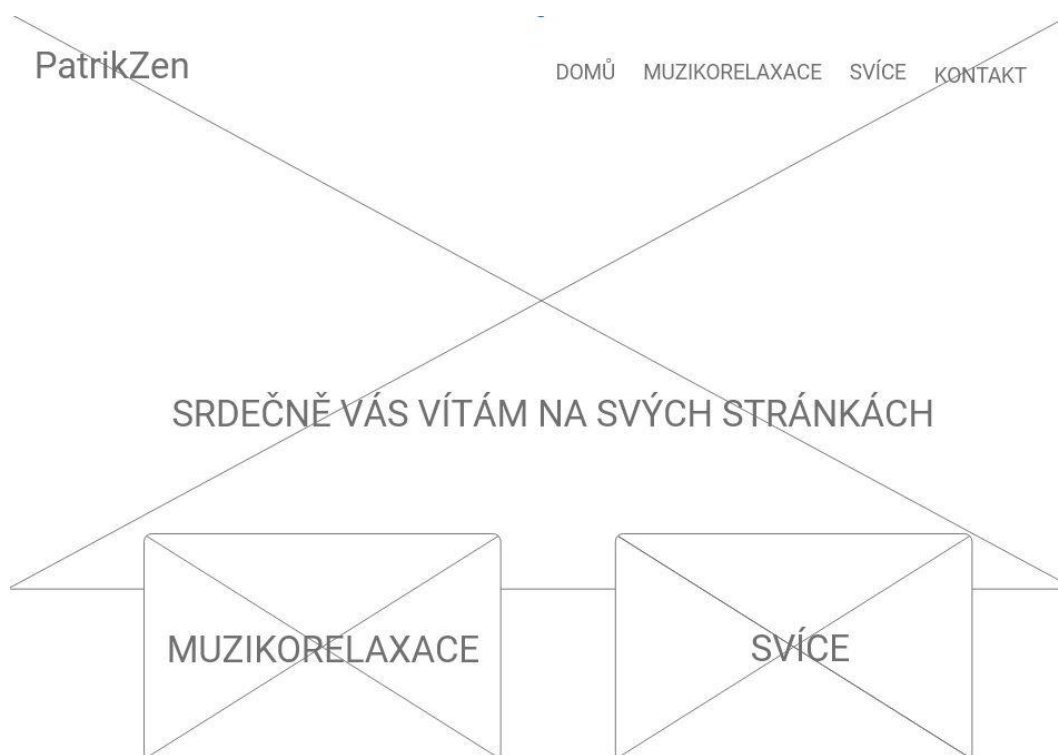 PatrikZen
DOMŮ MUZIKORELAXACE SVÍCE KONTAKT
SRDEČNĚ VÁS VÍTÁM NA SVÝCH STRÁNKÁCH
MUZIKORELAXACE
SVÍCE